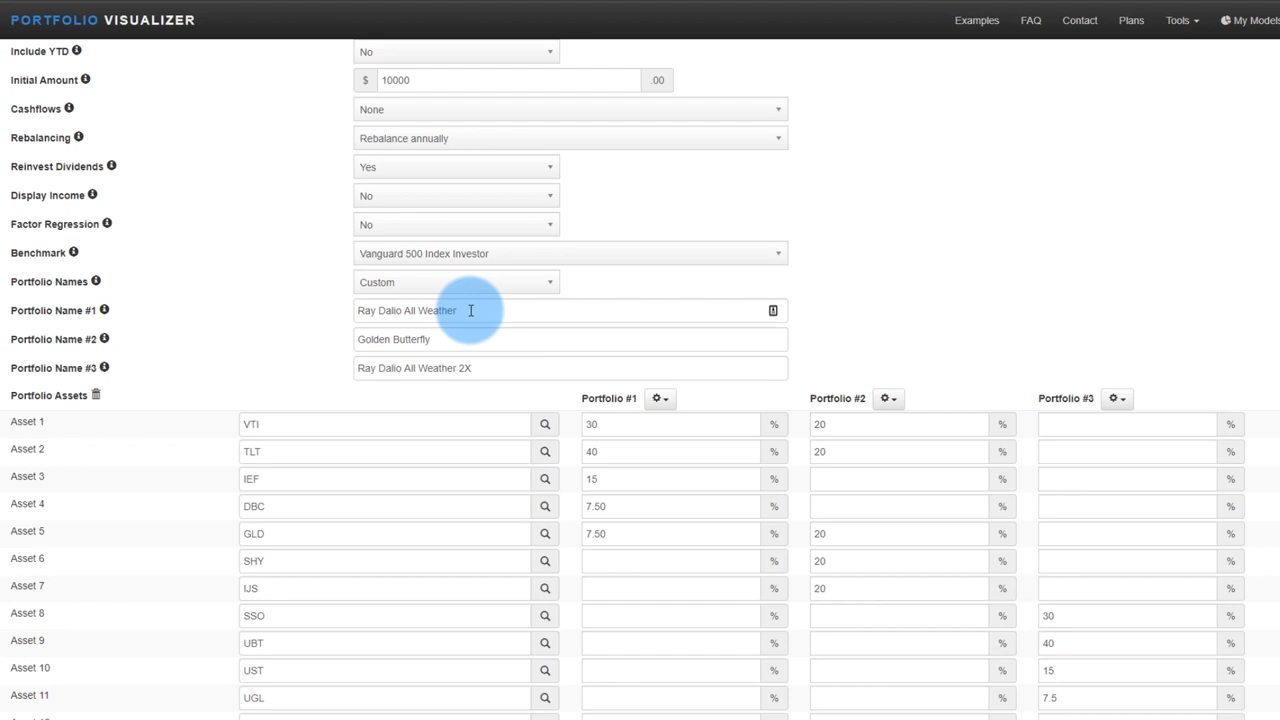 PORTFOLIO VISUALIZER Examples FAQ Contact Plans Tools My Models
Include YTD No
Initial Amount $ 10000 .00
Cashflows None
Rebalancing Rebalance annually
Reinvest Dividends Yes
Display Income No
Factor Regression No
Benchmark Vanguard 500 Index Investor
Portfolio Names Custom
Portfolio Name #1 Ray Dalio All Weather
Portfolio Name #2 Golden Butterfly
Portfolio Name #3 Ray Dalio All Weather 2X
Portfolio Assets Portfolio #1 Portfolio #2 Portfolio #3
Asset 1 VTI 30 % 20 % %
Asset 2 TLT 40 % 20 % %
Asset 3 IEF 15 % % %
Asset 4 DBC 7.50 % % %
Asset 5 GLD 7.50 % 20 % %
Asset 6 SHY % 20 % %
Asset 7 IJS % 20 % %
Asset 8 SSO % % 30 %
Asset 9 UBT % % 40 %
Asset 10 UST % % 15 %
Asset 11 UGL % % 7.5 %